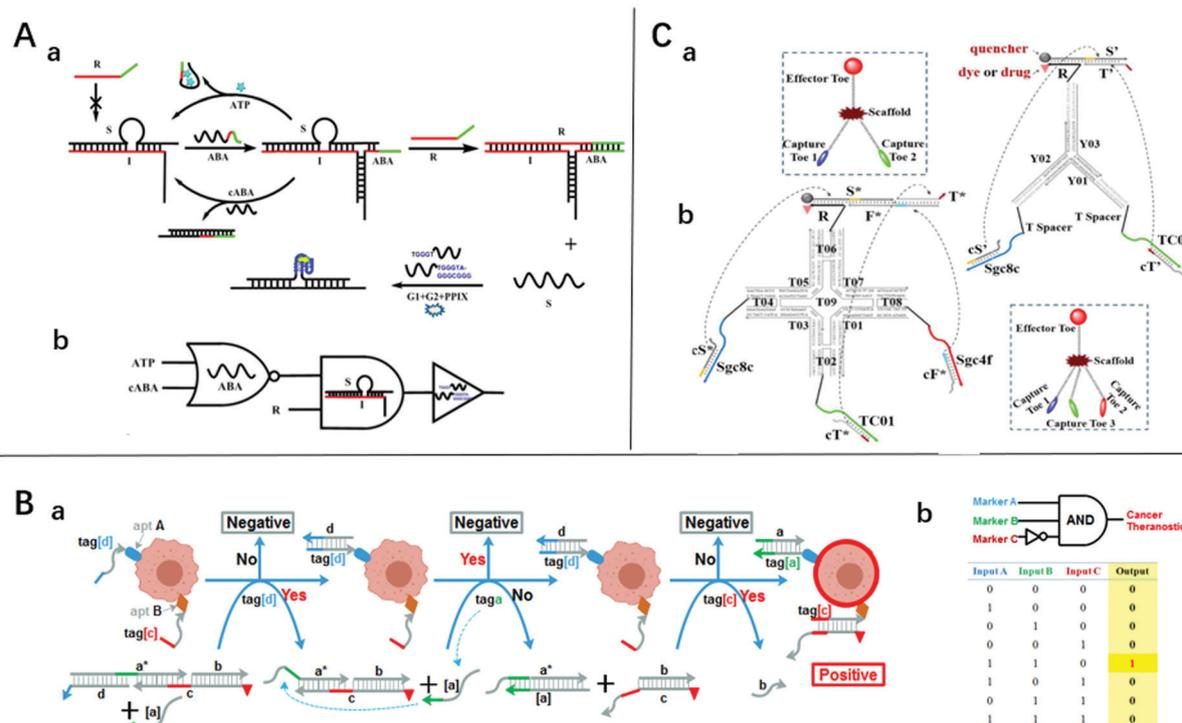 A
a
R
S
I
ATP
ABA
cABA
S
I
ABA
R
R
I
ABA
+
S
TGGGT
TGGGTA-
GGGCGGG
G1+G2+PPIX
b
ATP
cABA
ABA
R
S
I
C
a
Effector Toe
Scaffold
Capture
Toe 1
Capture
Toe 2
quencher
dye or drug
S'
R
T'
Y03
Y02
Y01
T Spacer
T Spacer
cS'
Sgc8c
cT'
b
S*
T*
R
F*
T06
T05
T07
T04
T09
T08
T03
T01
T02
cS*
Sgc8c
Sgc4f
cF*
TC01
cT*
Effector Toe
Scaffold
Capture
Toe 1
Capture
Toe 2
Capture Toe 3
B
a
tag[d]
apt A
apt B
tag[c]
Negative
No
tag[d]
Yes
d
tag[d]
Negative
Yes
taga
No
d
tag[d]
Negative
No
tag[c]
Yes
a
tag[a]
tag[c]
Positive
a*
b
d
c
+
[a]
a*
b
c
+
[a]
a*
[a]
+
b
c
b
b
Marker A
Marker B
Marker C
AND
Cancer
Input A Input B Input C Output
0 0 0 0
1 0 0 0
0 1 0 0
0 0 1 0
1 1 0 1
1 0 1 0
0 1 1 0
1 1 1 0